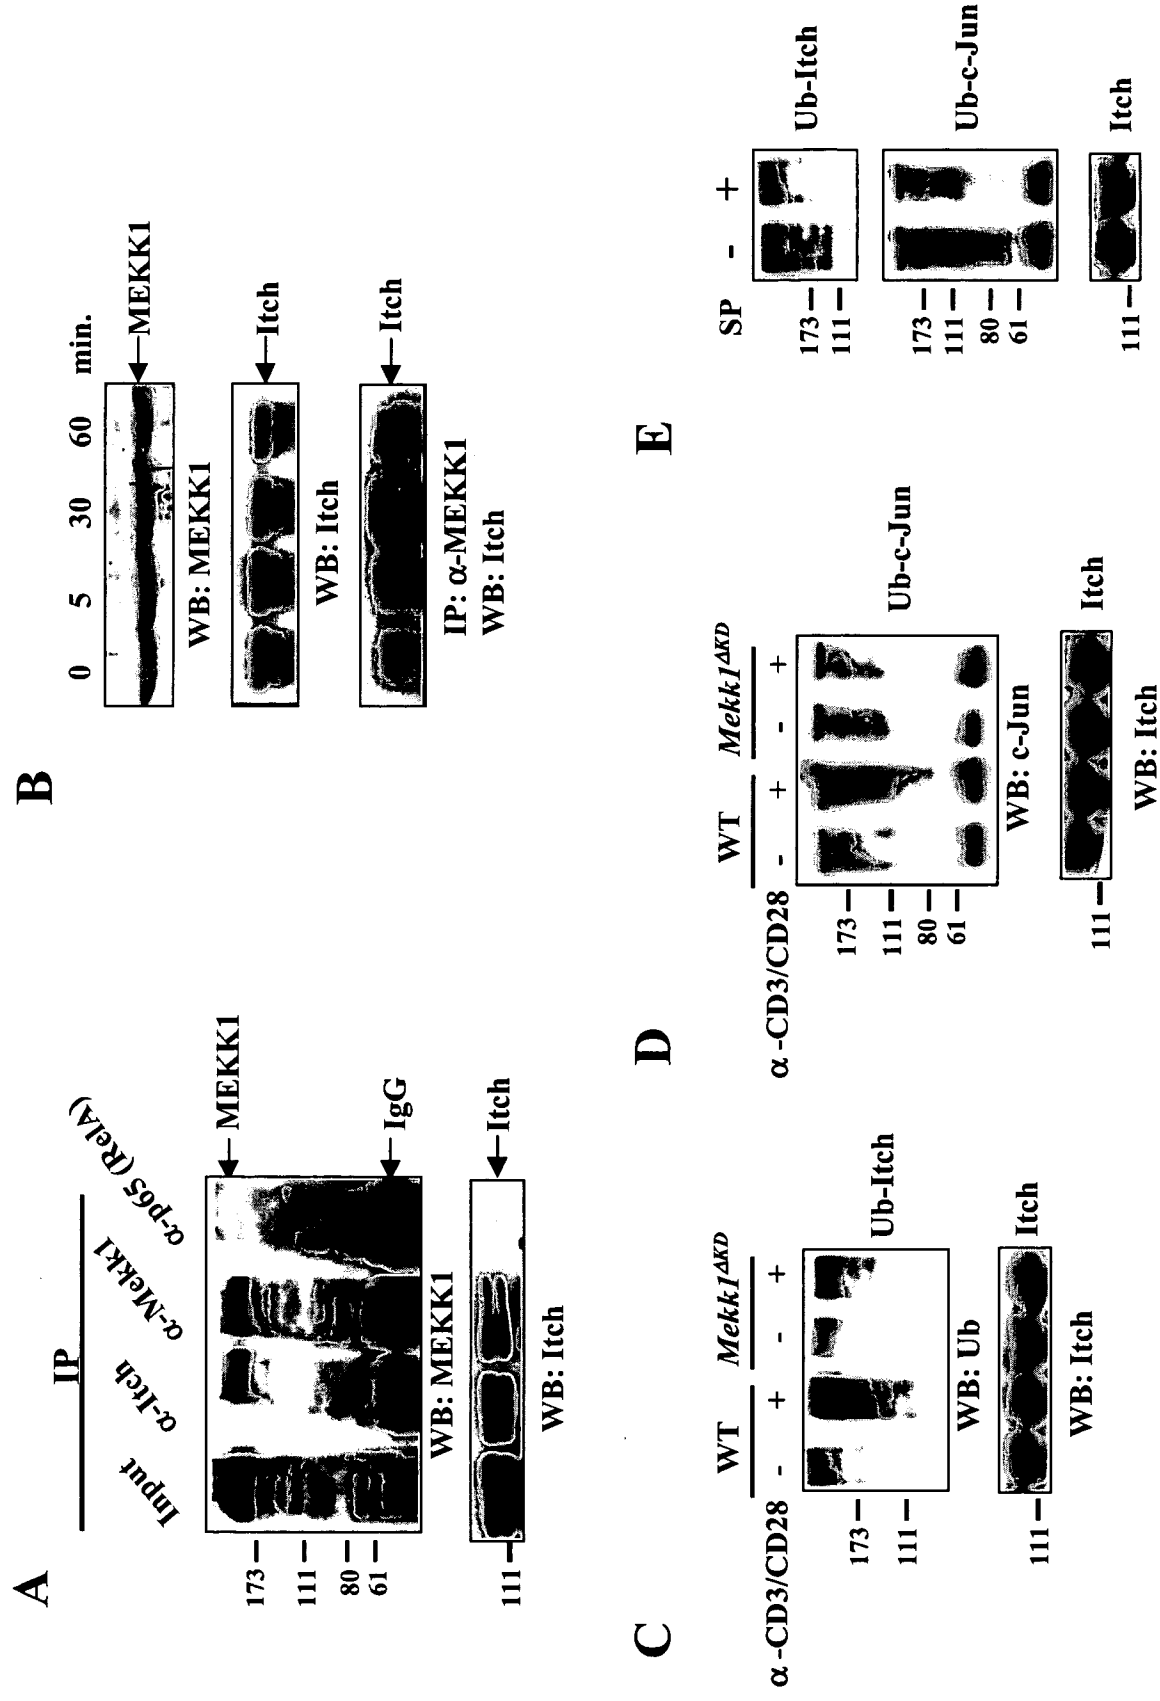 A
IP
Input
α-Itch
α-Mekk1
α-p65 (RelA)
173
111
80
61
MEKK1
IgG
WB: MEKK1
111
Itch
WB: Itch
B
0 5 30 60 min.
MEKK1
WB: MEKK1
Itch
WB: Itch
Itch
IP: α-MEKK1
WB: Itch
C
WT Mekk1ΔKD
α-CD3/CD28 - + - +
173
111
Ub-Itch
WB: Ub
111
Itch
WB: Itch
D
WT Mekk1ΔKD
α-CD3/CD28 - + - +
173
111
80
61
Ub-c-Jun
WB: c-Jun
111
Itch
WB: Itch
E
SP - +
173
111
Ub-Itch
173
111
80
61
Ub-c-Jun
111
Itch